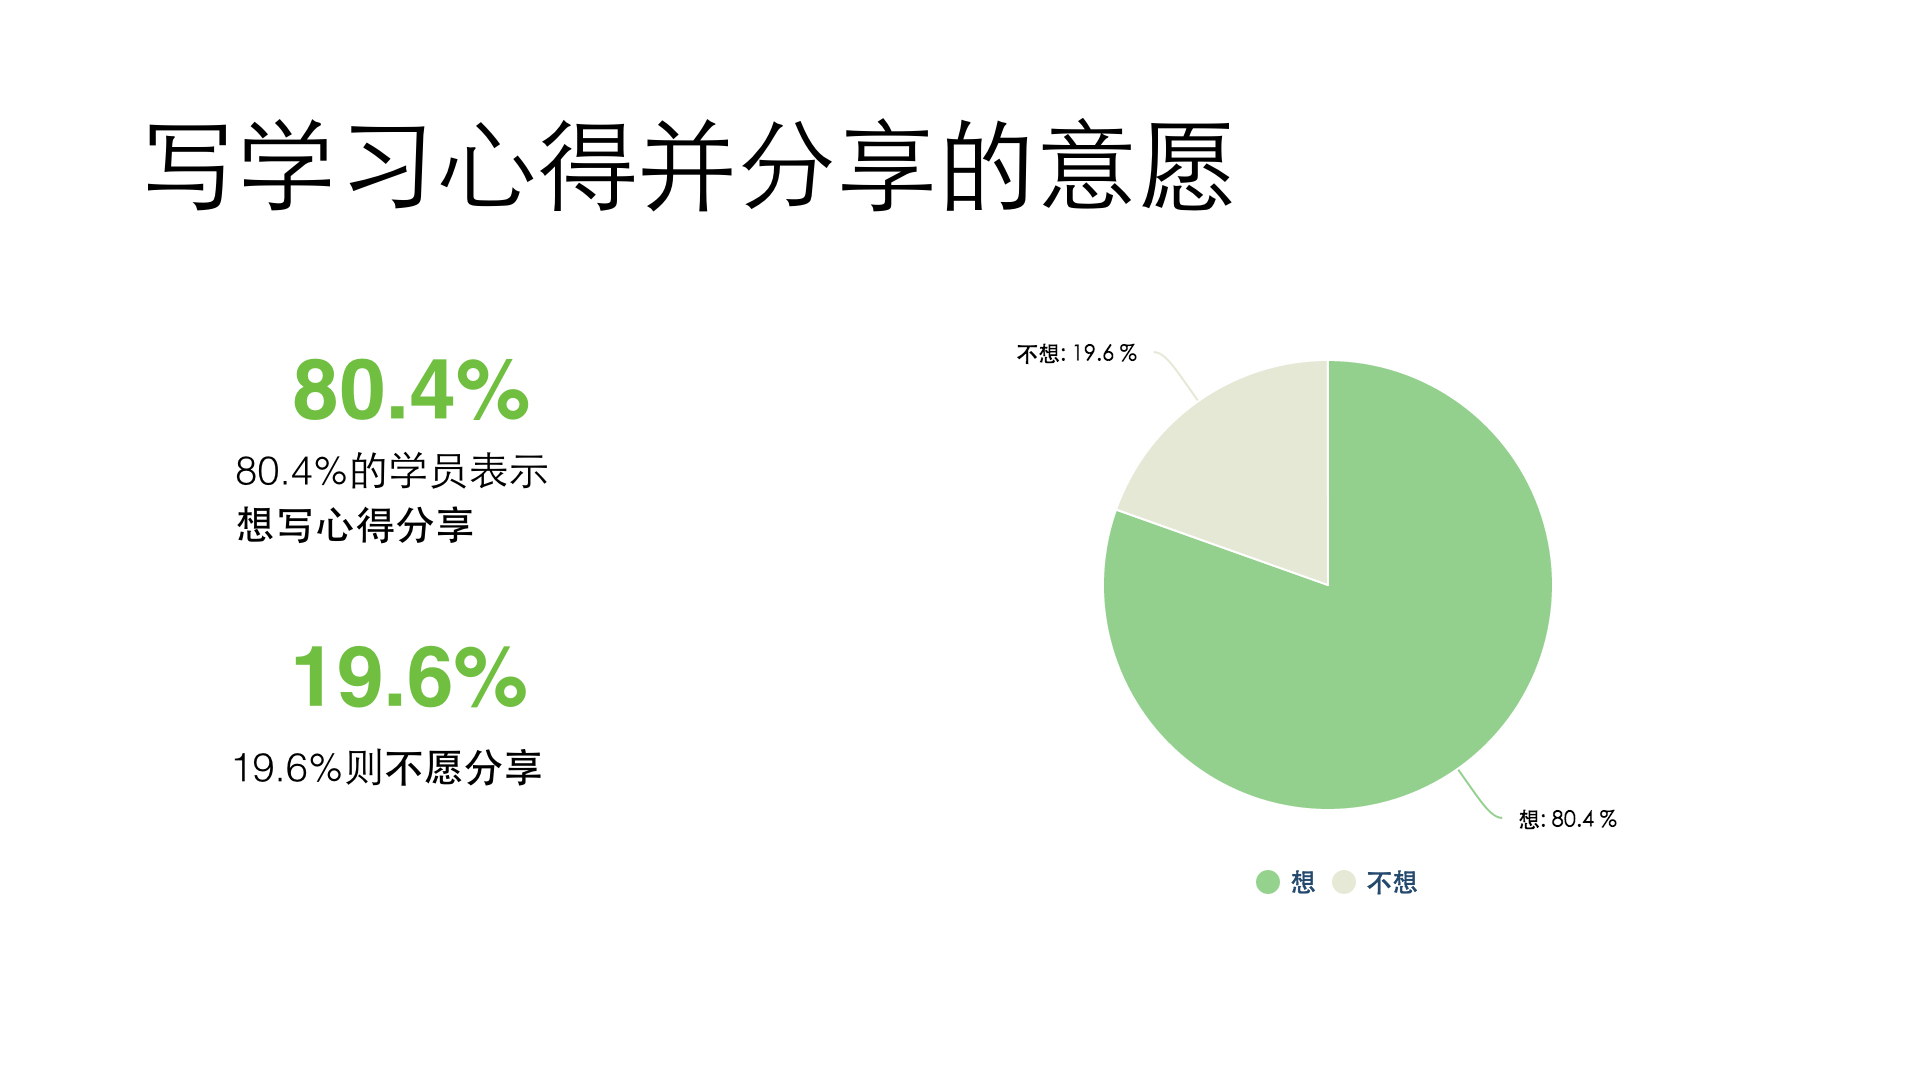 写学习心得并分享的意愿
80.4%
80.4%的学员表示
想写心得分享
19.6%
19.6%则不愿分享
不想: 19.6 %
想: 80.4 %
想 不想